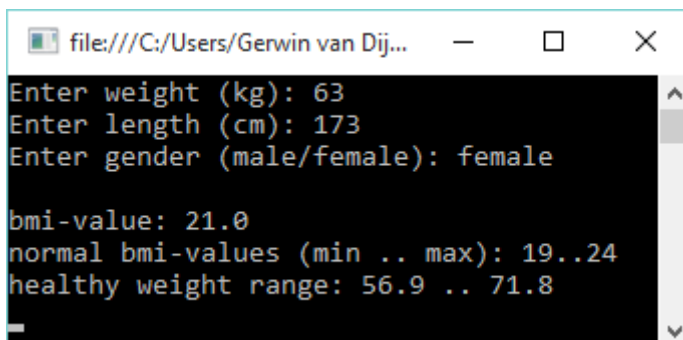 file:///C:/Users/Gerwin van Dij...
Enter weight (kg): 63
Enter length (cm): 173
Enter gender (male/female): female
bmi-value: 21.0
normal bmi-values (min .. max): 19..24
healthy weight range: 56.9 .. 71.8